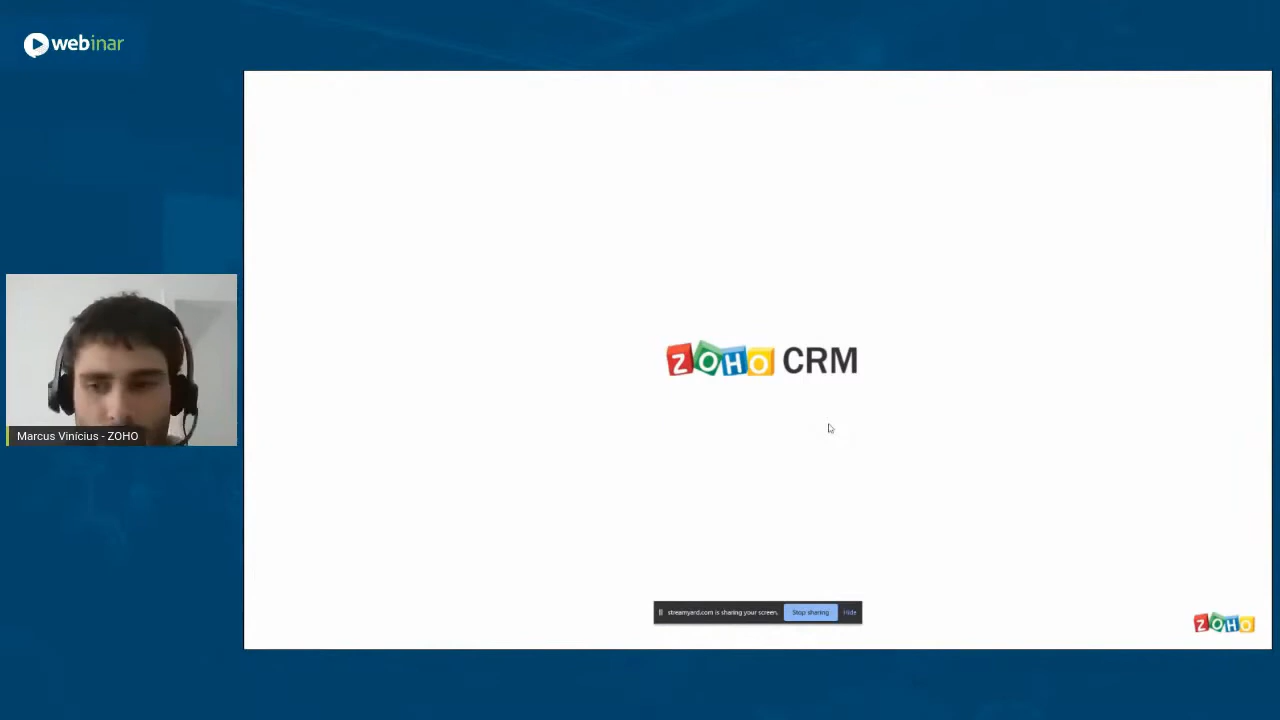 webinar
ZOHO CRM
Marcus Vinícius - ZOHO
streamyard.com is sharing your screen. Stop sharing Hide
ZOHO